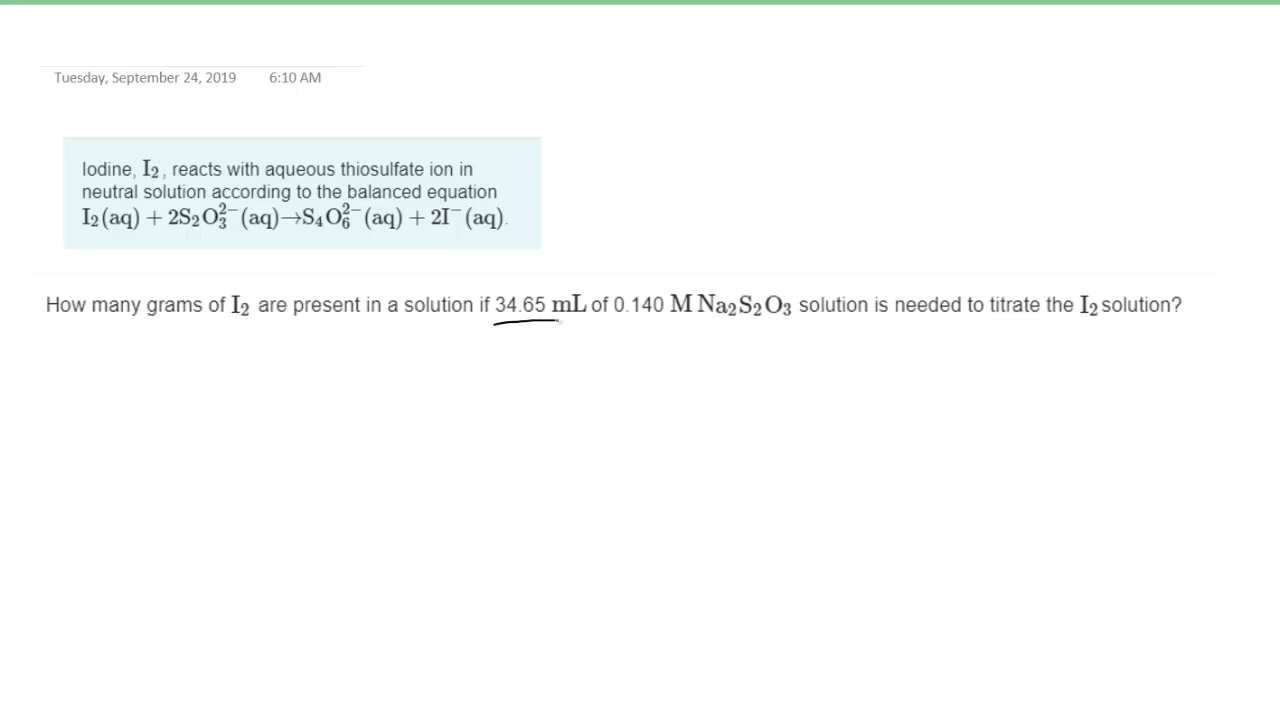 Tuesday, September 24, 2019 6:10 AM
Iodine, I₂, reacts with aqueous thiosulfate ion in
neutral solution according to the balanced equation
I₂(aq) + 2S₂O₃²⁻(aq)→S₄O₆²⁻(aq) + 2I⁻(aq).
How many grams of I₂ are present in a solution if 34.65 mL of 0.140 M Na₂S₂O₃ solution is needed to titrate the I₂ solution?